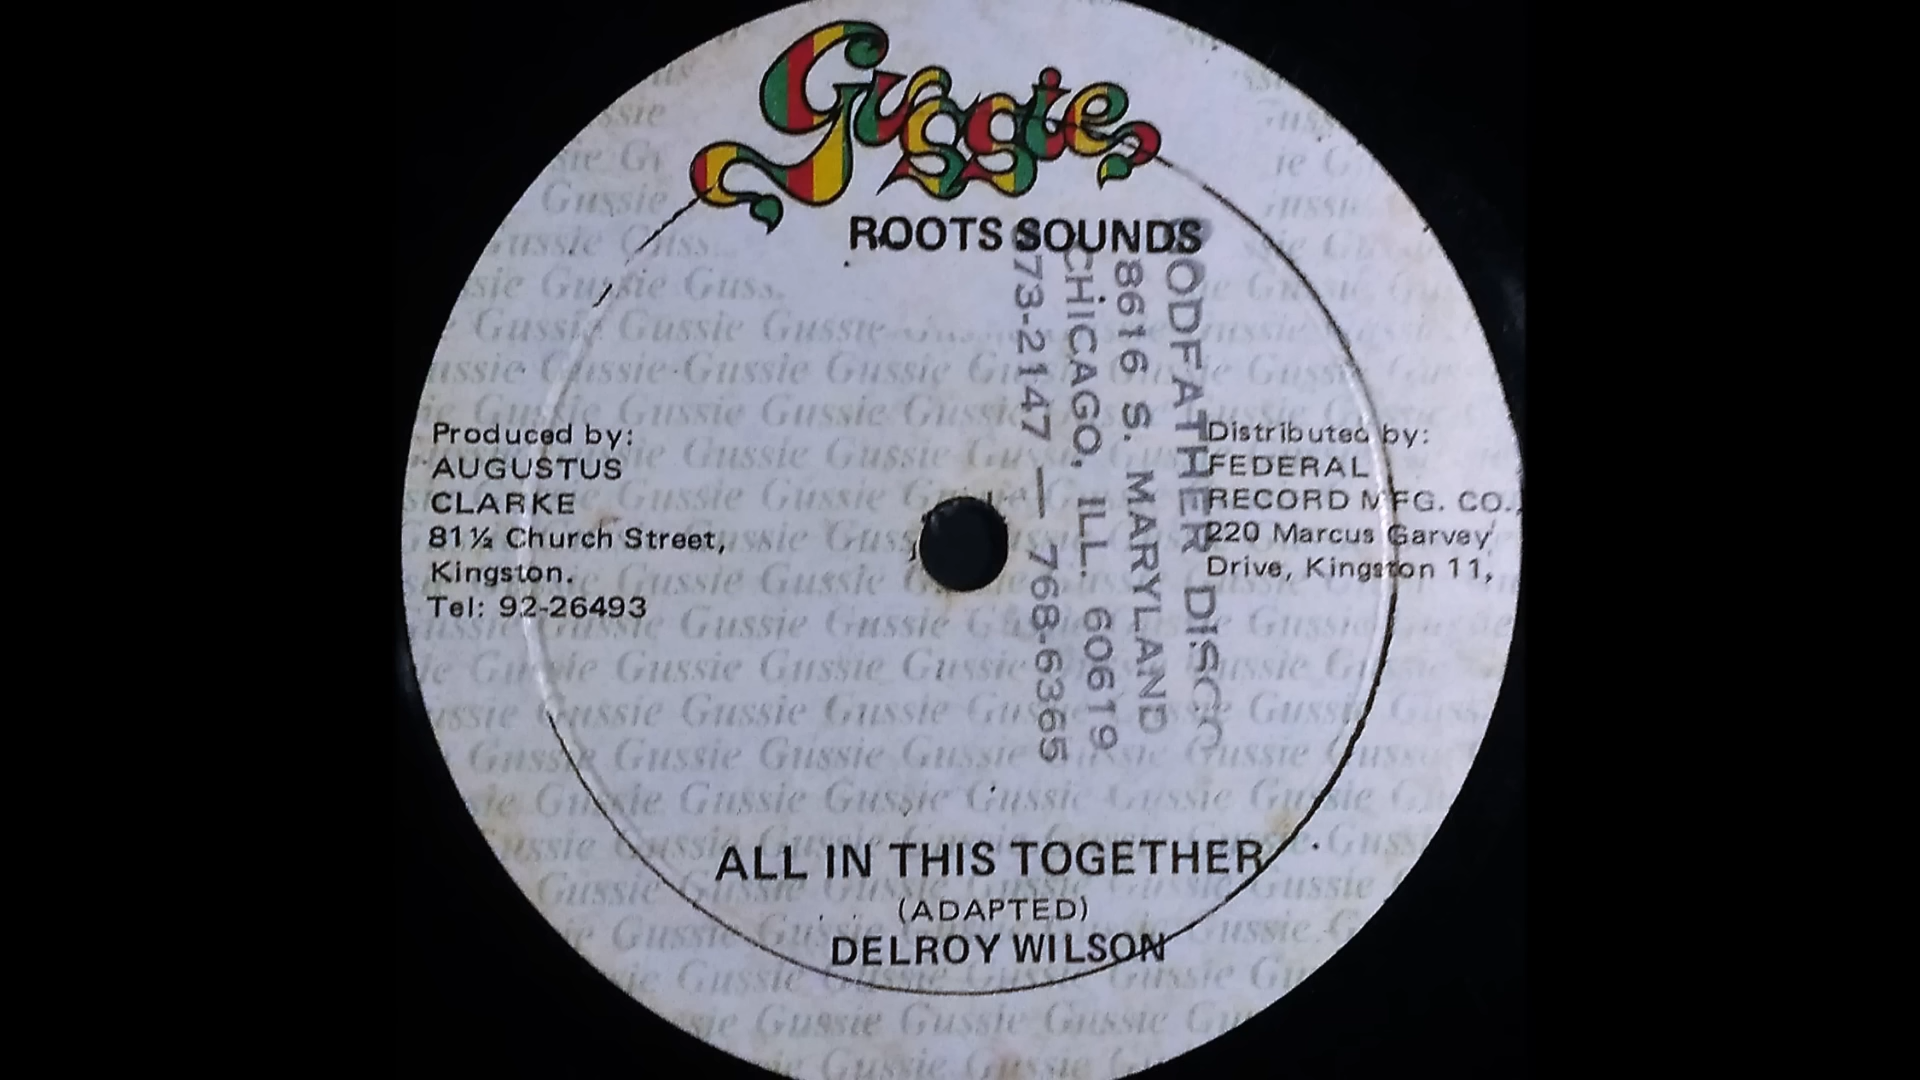 Gussie
ROOTS SOUNDS
Produced by:
AUGUSTUS
CLARKE
81½ Church Street,
Kingston.
Tel: 92-26493
Distributed by:
FEDERAL
RECORD MFG. CO.,
220 Marcus Garvey
Drive, Kingston 11,
ODFATHER DISCO
8616 S. MARYLAND
CHICAGO, ILL. 60619
73-2147 — 768-6365
ALL IN THIS TOGETHER
(ADAPTED)
DELROY WILSON